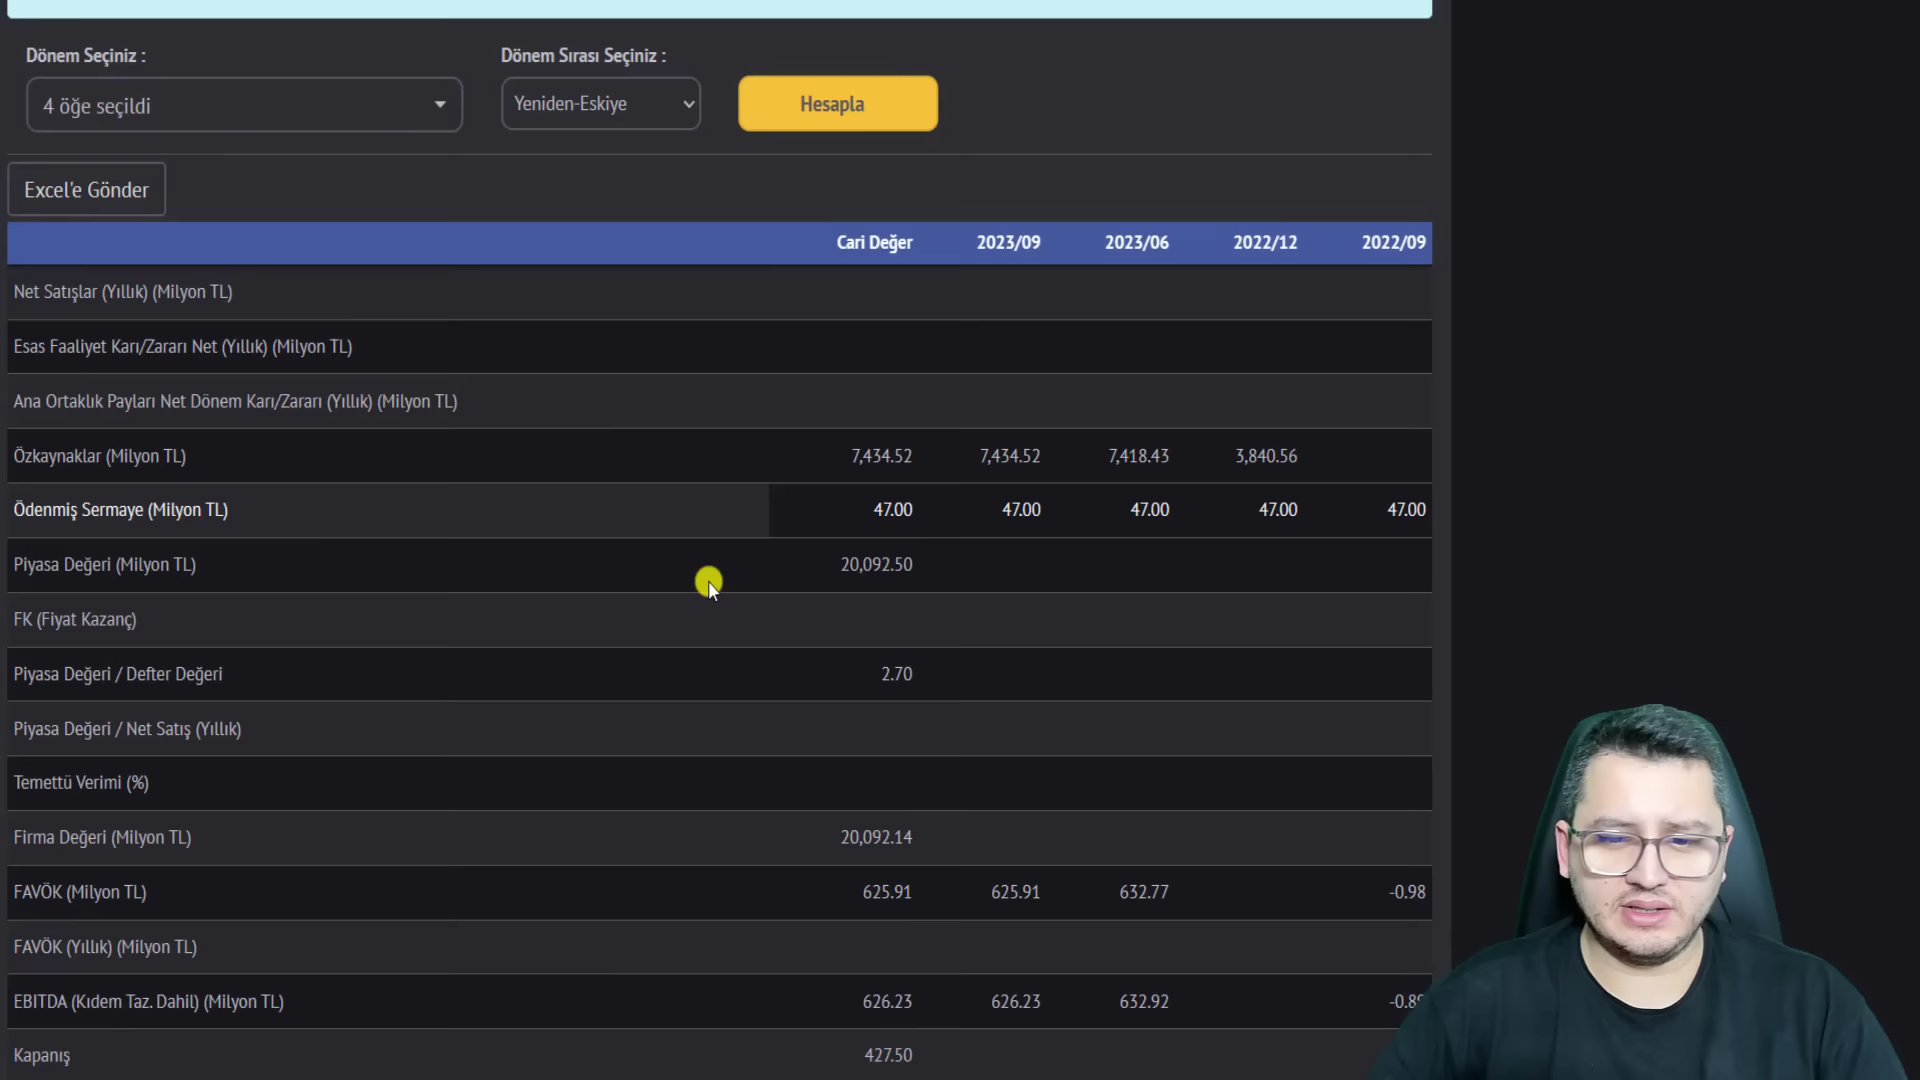 Dönem Seçiniz :
Dönem Sırası Seçiniz :
4 öğe seçildi
Yeniden-Eskiye
Hesapla
Excel'e Gönder
Cari Değer 2023/09 2023/06 2022/12 2022/09
Net Satışlar (Yıllık) (Milyon TL)
Esas Faaliyet Karı/Zararı Net (Yıllık) (Milyon TL)
Ana Ortaklık Payları Net Dönem Karı/Zararı (Yıllık) (Milyon TL)
Özkaynaklar (Milyon TL) 7,434.52 7,434.52 7,418.43 3,840.56
Ödenmiş Sermaye (Milyon TL) 47.00 47.00 47.00 47.00 47.00
Piyasa Değeri (Milyon TL) 20,092.50
FK (Fiyat Kazanç)
Piyasa Değeri / Defter Değeri 2.70
Piyasa Değeri / Net Satış (Yıllık)
Temettü Verimi (%)
Firma Değeri (Milyon TL) 20,092.14
FAVÖK (Milyon TL) 625.91 625.91 632.77 -0.98
FAVÖK (Yıllık) (Milyon TL)
EBITDA (Kıdem Taz. Dahil) (Milyon TL) 626.23 626.23 632.92
Kapanış 427.50